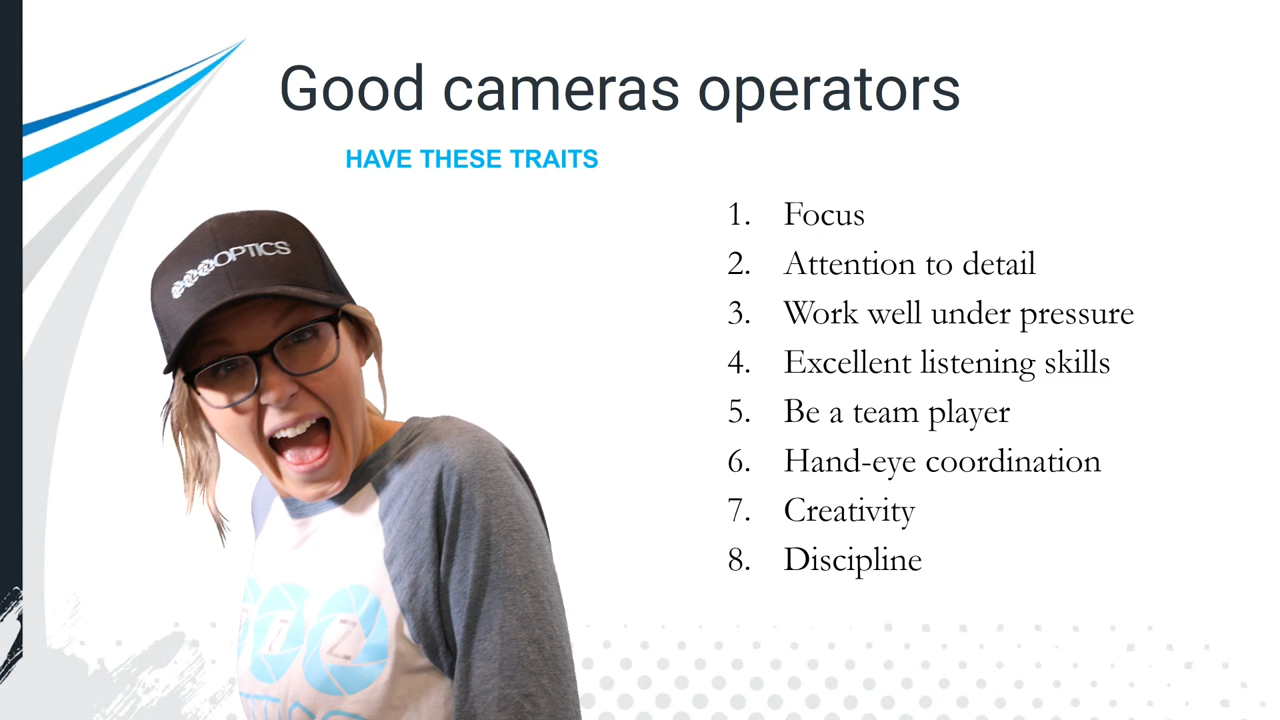 Good cameras operators
HAVE THESE TRAITS
OPTICS
1. Focus
2. Attention to detail
3. Work well under pressure
4. Excellent listening skills
5. Be a team player
6. Hand-eye coordination
7. Creativity
8. Discipline